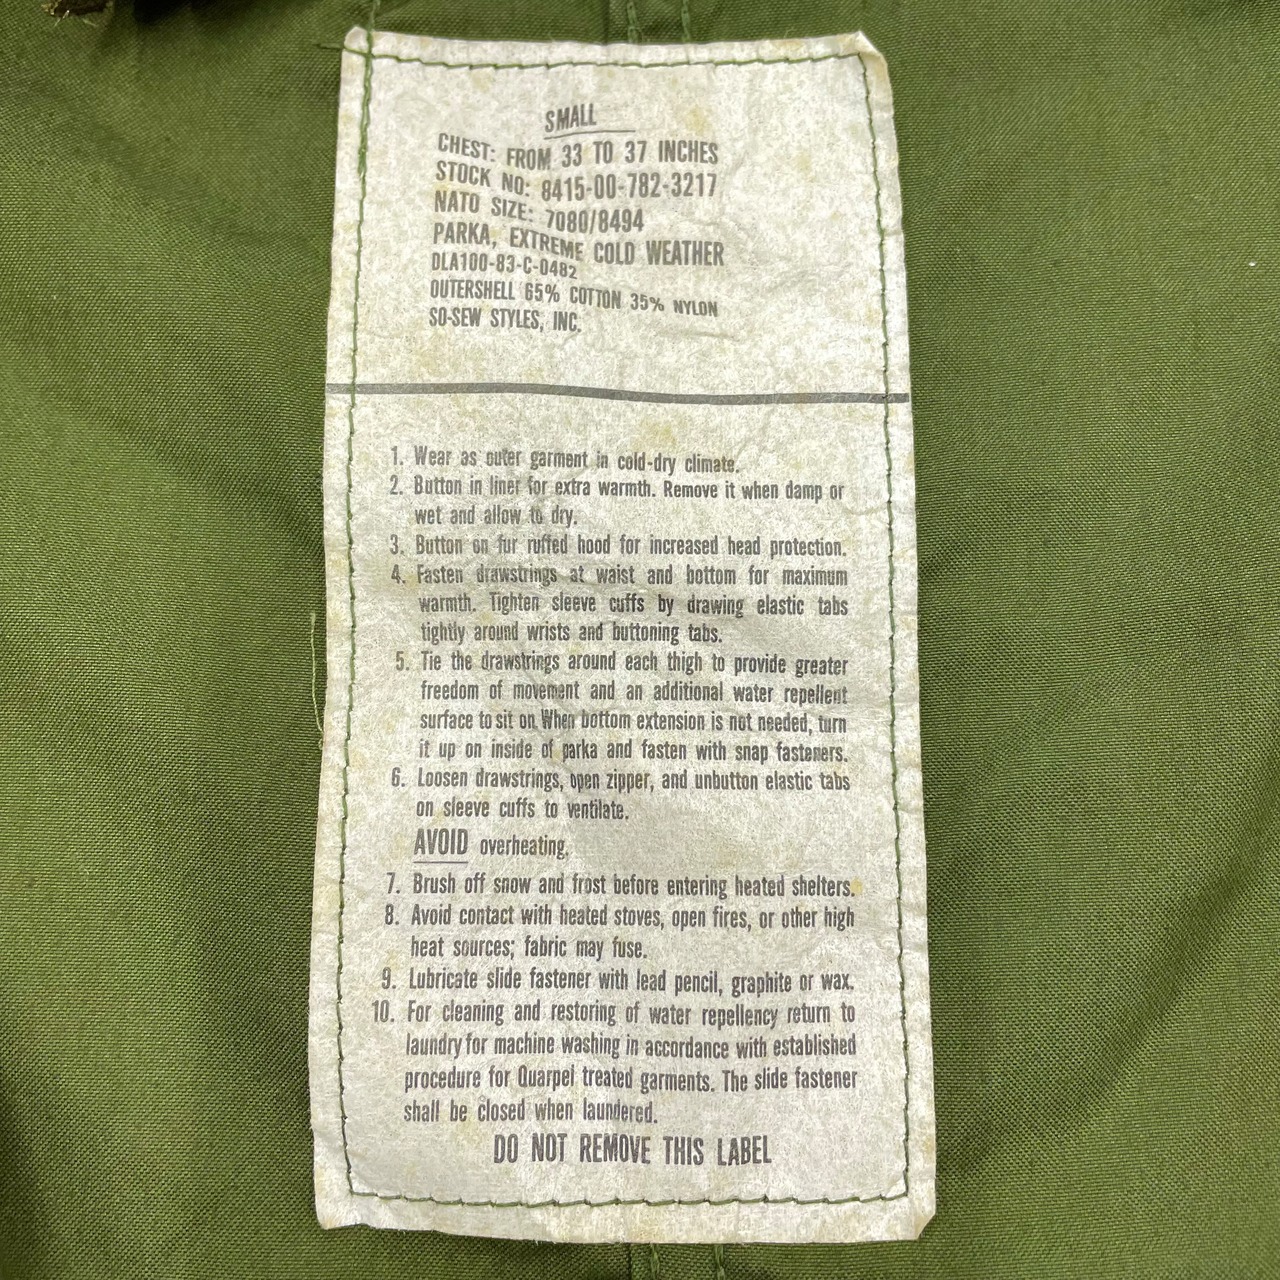 SMALL
CHEST: FROM 33 TO 37 INCHES
STOCK NO: 8415-00-782-3217
NATO SIZE: 7080/8494
PARKA, EXTREME COLD WEATHER
DLA100-83-C-0482
OUTERSHELL 65% COTTON 35% NYLON
SO-SEW STYLES, INC.
1. Wear as outer garment in cold-dry climate.
2. Button in liner for extra warmth. Remove it when damp or
wet and allow to dry.
3. Button on fur ruffed hood for increased head protection.
4. Fasten drawstrings at waist and bottom for maximum
warmth. Tighten sleeve cuffs by drawing elastic tabs
tightly around wrists and buttoning tabs.
5. Tie the drawstrings around each thigh to provide greater
freedom of movement and an additional water repellent
surface to sit on. When bottom extension is not needed, turn
it up on inside of parka and fasten with snap fasteners.
6. Loosen drawstrings, open zipper, and unbutton elastic tabs
on sleeve cuffs to ventilate.
AVOID overheating.
7. Brush off snow and frost before entering heated shelters.
8. Avoid contact with heated stoves, open fires, or other high
heat sources; fabric may fuse.
9. Lubricate slide fastener with lead pencil, graphite or wax.
10. For cleaning and restoring of water repellency return to
laundry for machine washing in accordance with established
procedure for Quarpel treated garments. The slide fastener
shall be closed when laundered.
DO NOT REMOVE THIS LABEL